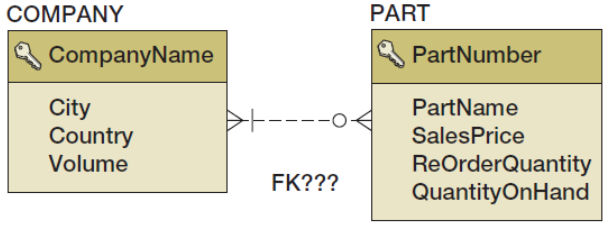 COMPANY
CompanyName
City
Country
Volume
FK???
PART
PartNumber
PartName
SalesPrice
ReOrderQuantity
QuantityOnHand